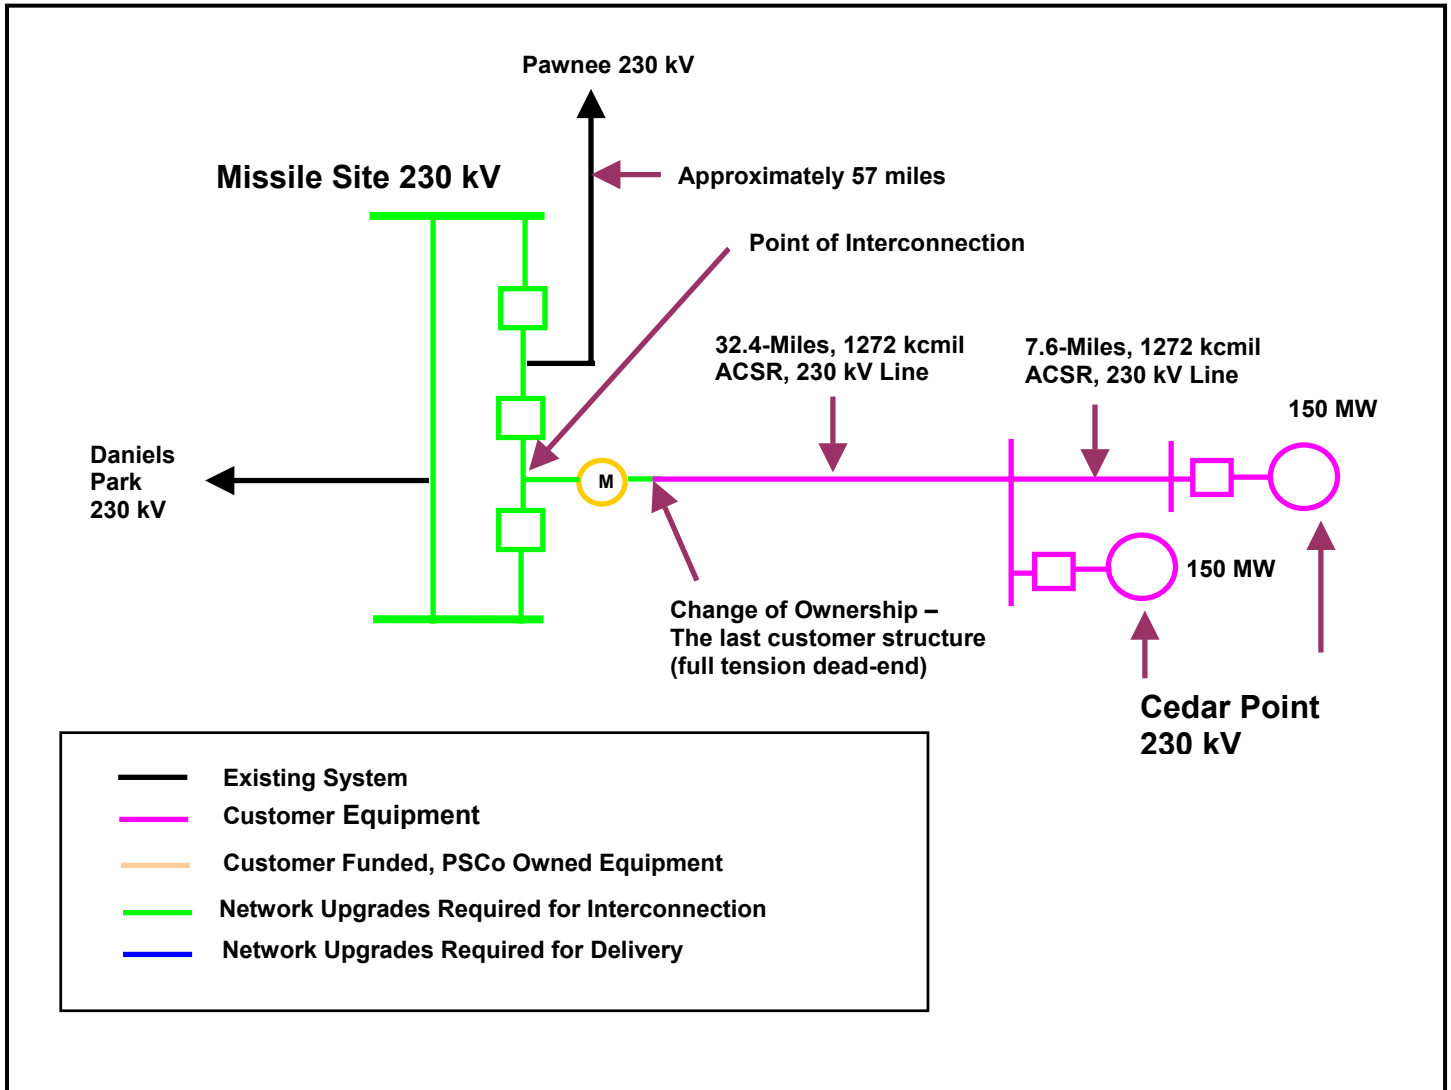 Pawnee 230 kV
Missile Site 230 kV
Approximately 57 miles
Point of Interconnection
32.4-Miles, 1272 kcmil
ACSR, 230 kV Line
7.6-Miles, 1272 kcmil
ACSR, 230 kV Line
150 MW
Daniels
Park
230 kV
M
150 MW
Change of Ownership –
The last customer structure
(full tension dead-end)
Cedar Point
230 kV
Existing System
Customer Equipment
Customer Funded, PSCo Owned Equipment
Network Upgrades Required for Interconnection
Network Upgrades Required for Delivery